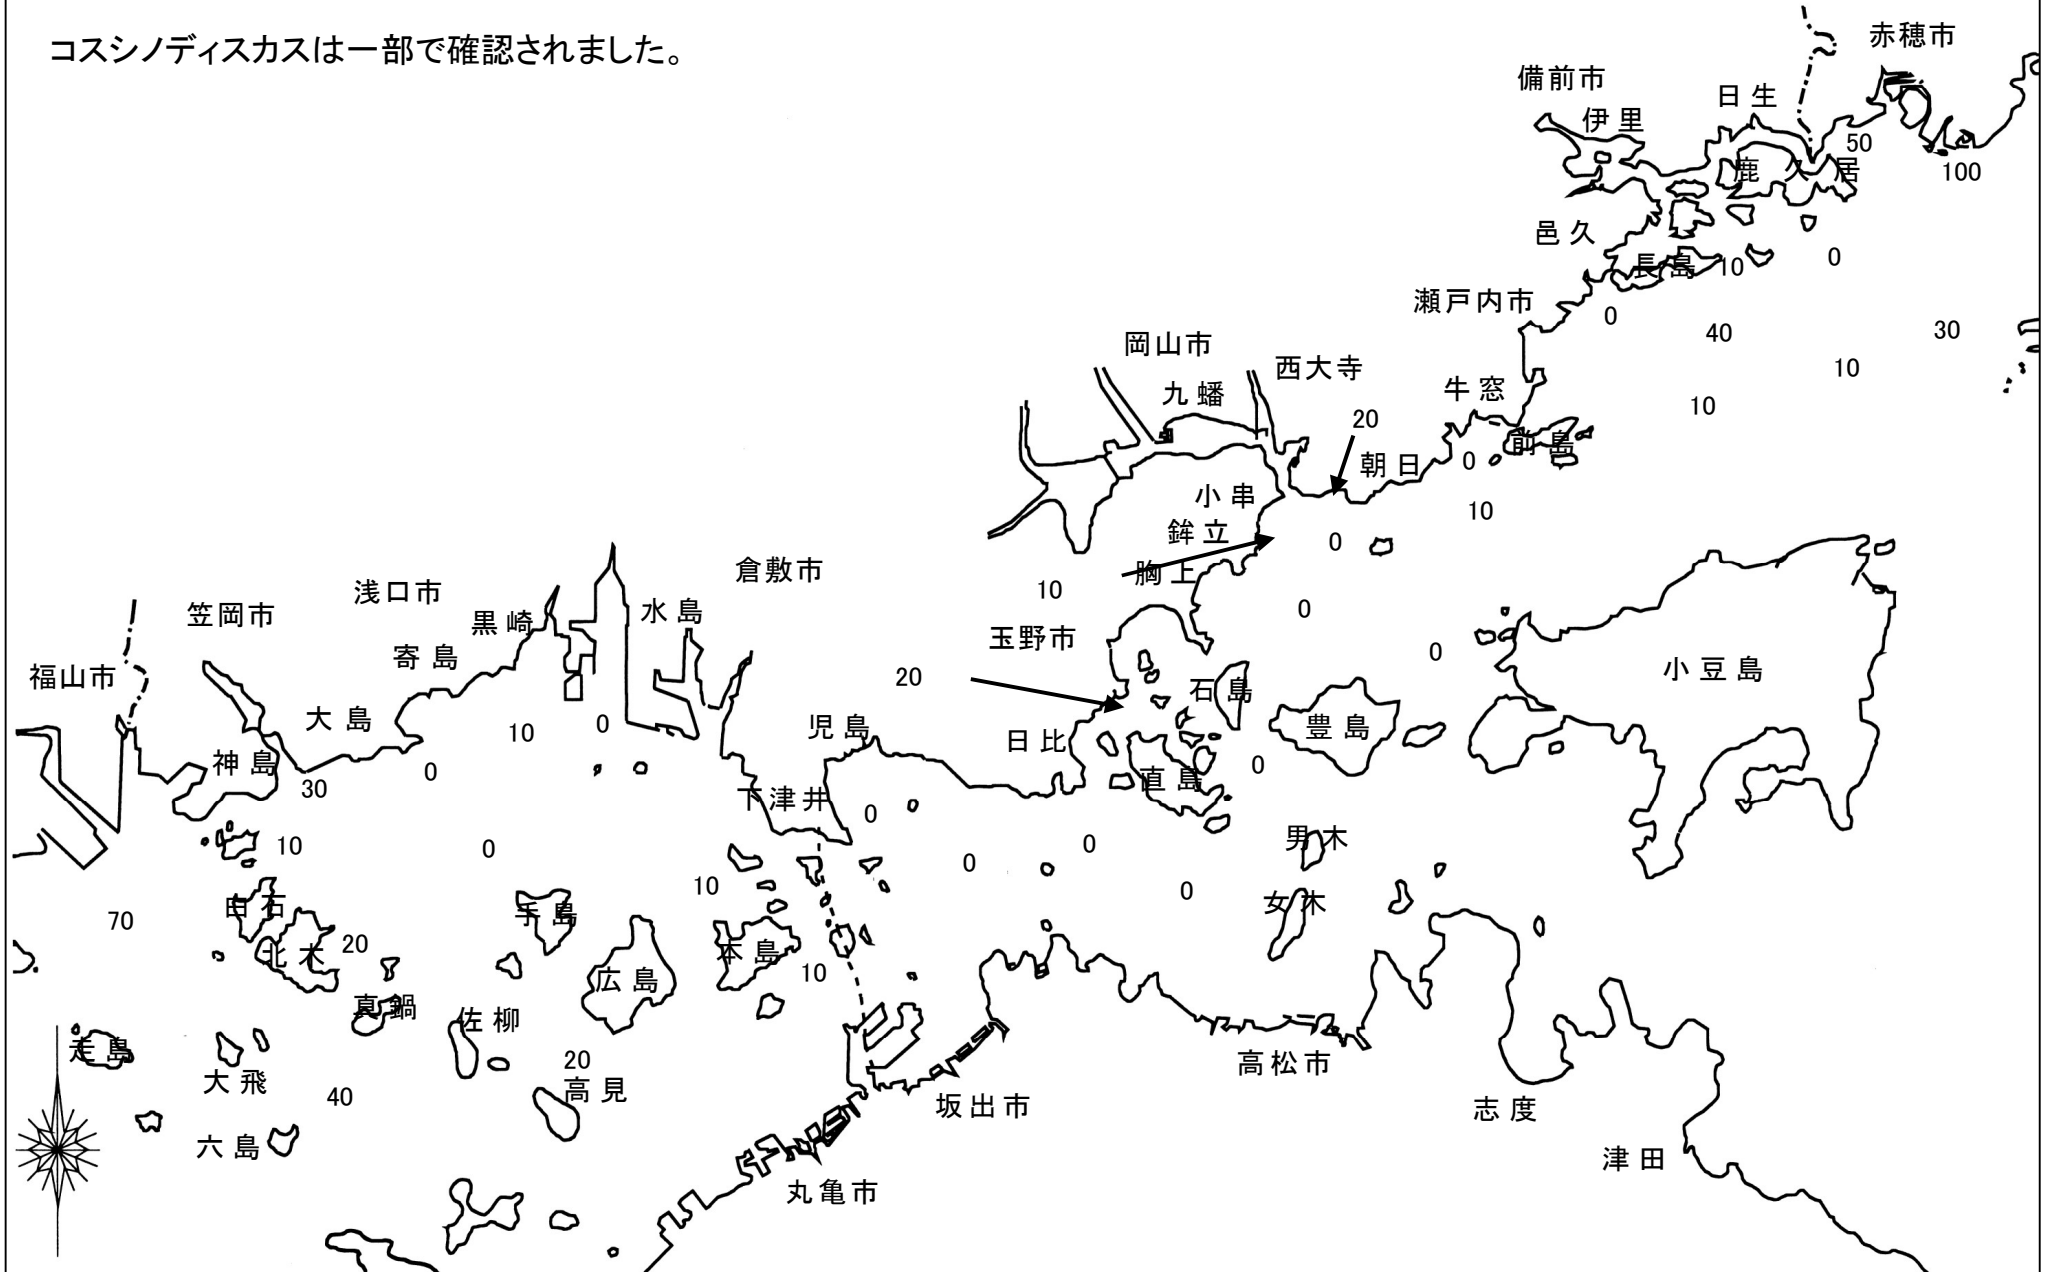 コスシノディスカスは一部で確認されました。
赤穂市
備前市
日生
伊里
50
鹿久居
100
邑久
長島
10
0
瀬戸内市
0
40
30
岡山市
西大寺
10
九蟠
牛窓
10
20
前島
朝日
0
小串
10
鉾立
0
胸上
10
倉敷市
浅口市
水島
笠岡市
黒崎
0
玉野市
0
寄島
福山市
20
小豆島
石島
大島
10
0
児島
日比
豊島
神島
0
0
直島
30
下津井
0
男木
10
0
0
0
10
0
女木
白石
手島
70
20
北木
本島
10
広島
真鍋
佐柳
走島
20
高松市
大飛
高見
40
坂出市
志度
六島
津田
丸亀市